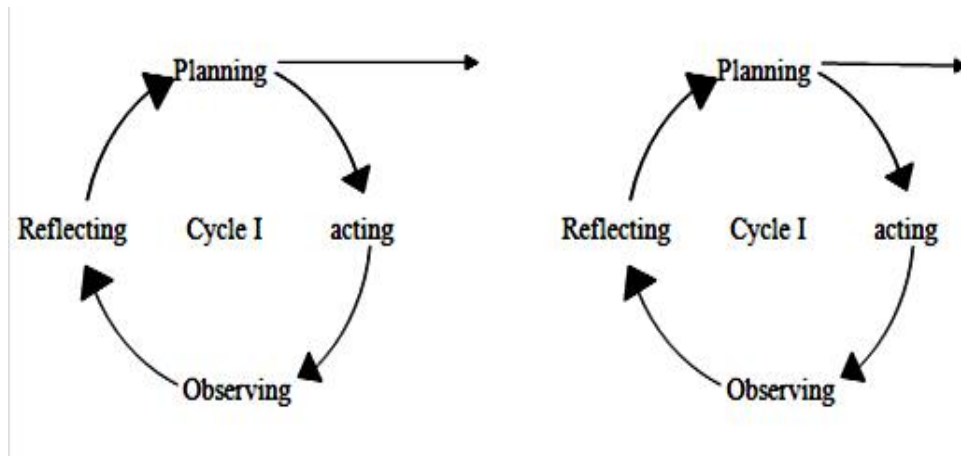 Planning
Reflecting Cycle I acting
Observing
Planning
Reflecting Cycle I acting
Observing